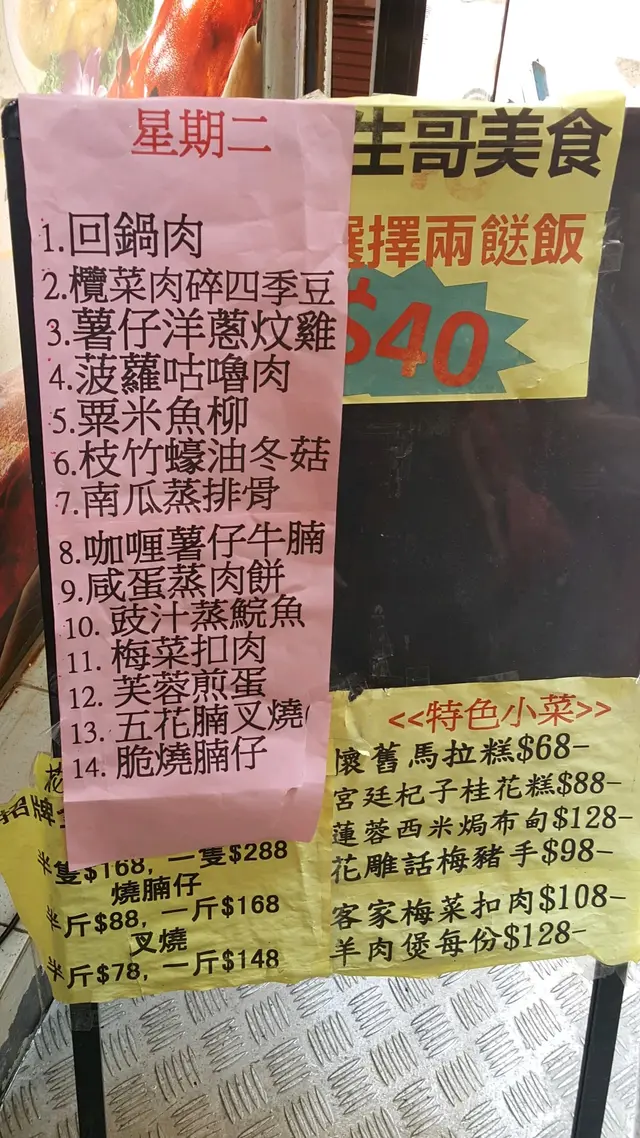 星期二
1.回鍋肉
2.欖菜肉碎四季豆
3.薯仔洋蔥炆雞
4.菠蘿咕嚕肉
5.粟米魚柳
6.枝竹蠔油冬菇
7.南瓜蒸排骨
8.咖喱薯仔牛腩
9.咸蛋蒸肉餅
10. 豉汁蒸鯇魚
11. 梅菜扣肉
12. 芙蓉煎蛋
13. 五花腩叉燒(
14. 脆燒腩仔
生哥美食
選擇兩餸飯
$40
招牌
半隻$168, 一隻$288
燒腩仔
半斤$88, 一斤$168
叉燒
半斤$78, 一斤$148
<<特色小菜>>
懷舊馬拉糕$68-
宮廷杞子桂花糕$88-
蓮蓉西米焗布甸$128-
花雕話梅豬手$98-
客家梅菜扣肉$108-
羊肉煲每份$128-